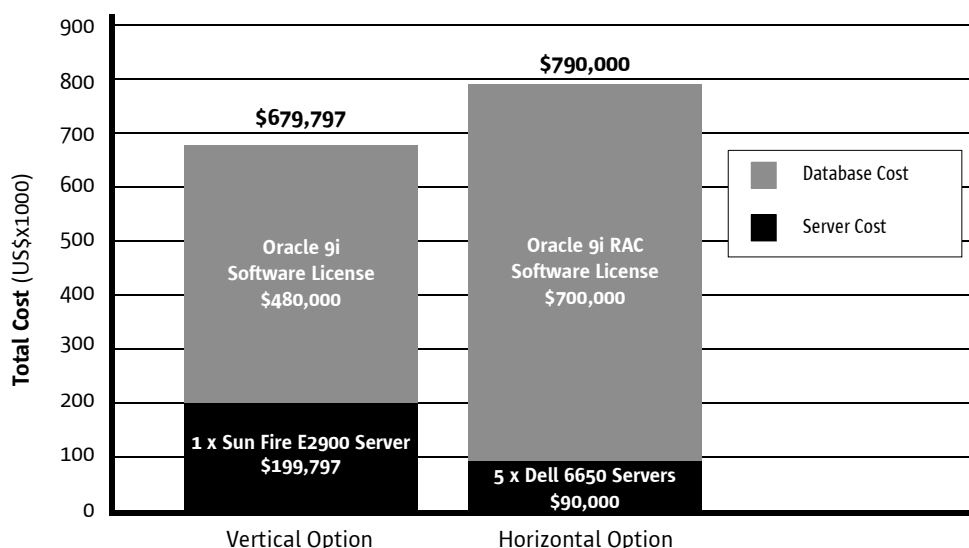 900
800
700
600
500
400
300
200
100
0
Total Cost (US$x1000)
$679,797
Oracle 9i
Software License
$480,000
1 x Sun Fire E2900 Server
$199,797
Vertical Option
$790,000
Oracle 9i RAC
Software License
$700,000
5 x Dell 6650 Servers
$90,000
Horizontal Option
Database Cost
Server Cost